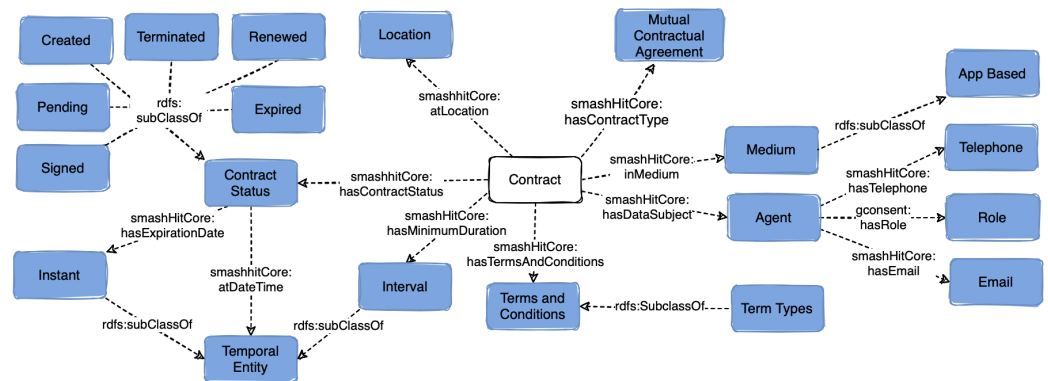 Created
Terminated
Renewed
Location
Mutual
Contractual
Agreement
App Based
Pending
rdfs:
subClassOf
Expired
smashhitCore:
atLocation
smashHitCore:
hasContractType
rdfs:subClassOf
Signed
Contract
Status
smashhitCore:
hasContractStatus
Contract
smashHitCore:
inMedium
Medium
Telephone
smashHitCore:
hasTelephone
smashHitCore:
hasDataSubject
Agent
gconsent:
hasRole
Role
smashHitCore:
hasExpirationDate
smashHitCore:
hasMinimumDuration
smashHitCore:
hasTermsAndConditions
smashHitCore:
hasEmail
Instant
smashhitCore:
atDateTime
Interval
Terms and
Conditions
rdfs:SubclassOf
Term Types
Email
rdfs:subClassOf
rdfs:subClassOf
Temporal
Entity